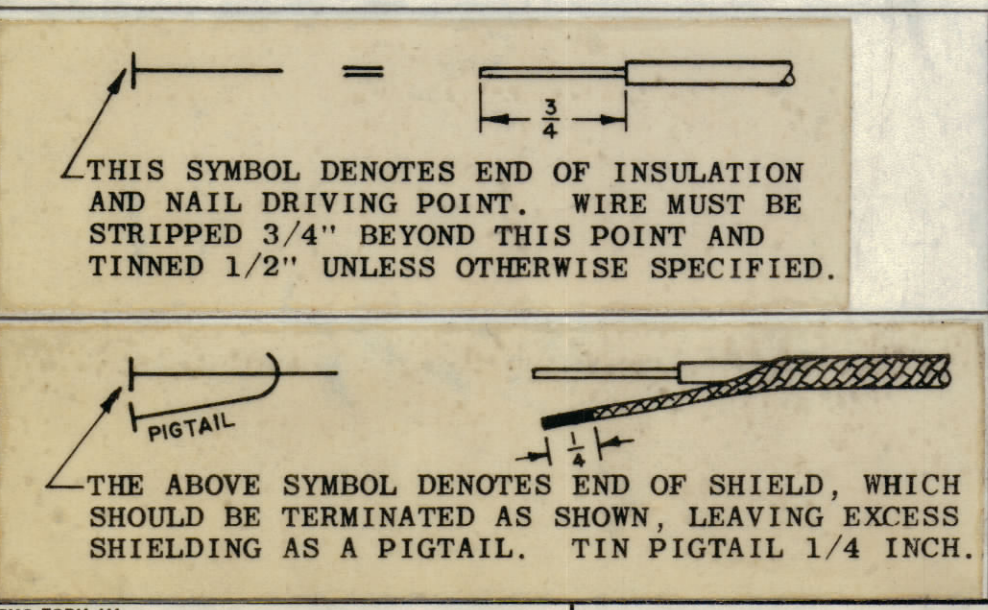 3/4
THIS SYMBOL DENOTES END OF INSULATION
AND NAIL DRIVING POINT. WIRE MUST BE
STRIPPED 3/4" BEYOND THIS POINT AND
TINNED 1/2" UNLESS OTHERWISE SPECIFIED.
PIGTAIL
1/4
THE ABOVE SYMBOL DENOTES END OF SHIELD, WHICH
SHOULD BE TERMINATED AS SHOWN, LEAVING EXCESS
SHIELDING AS A PIGTAIL. TIN PIGTAIL 1/4 INCH.